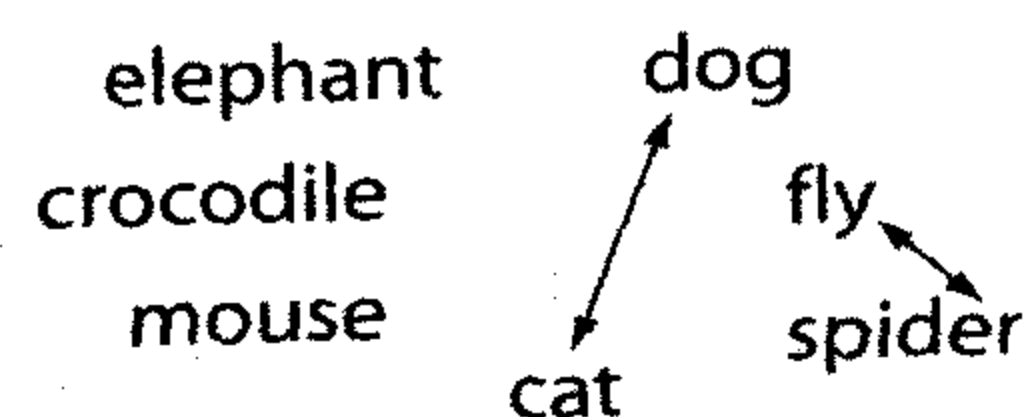 elephant
dog
crocodile
fly
mouse
spider
cat